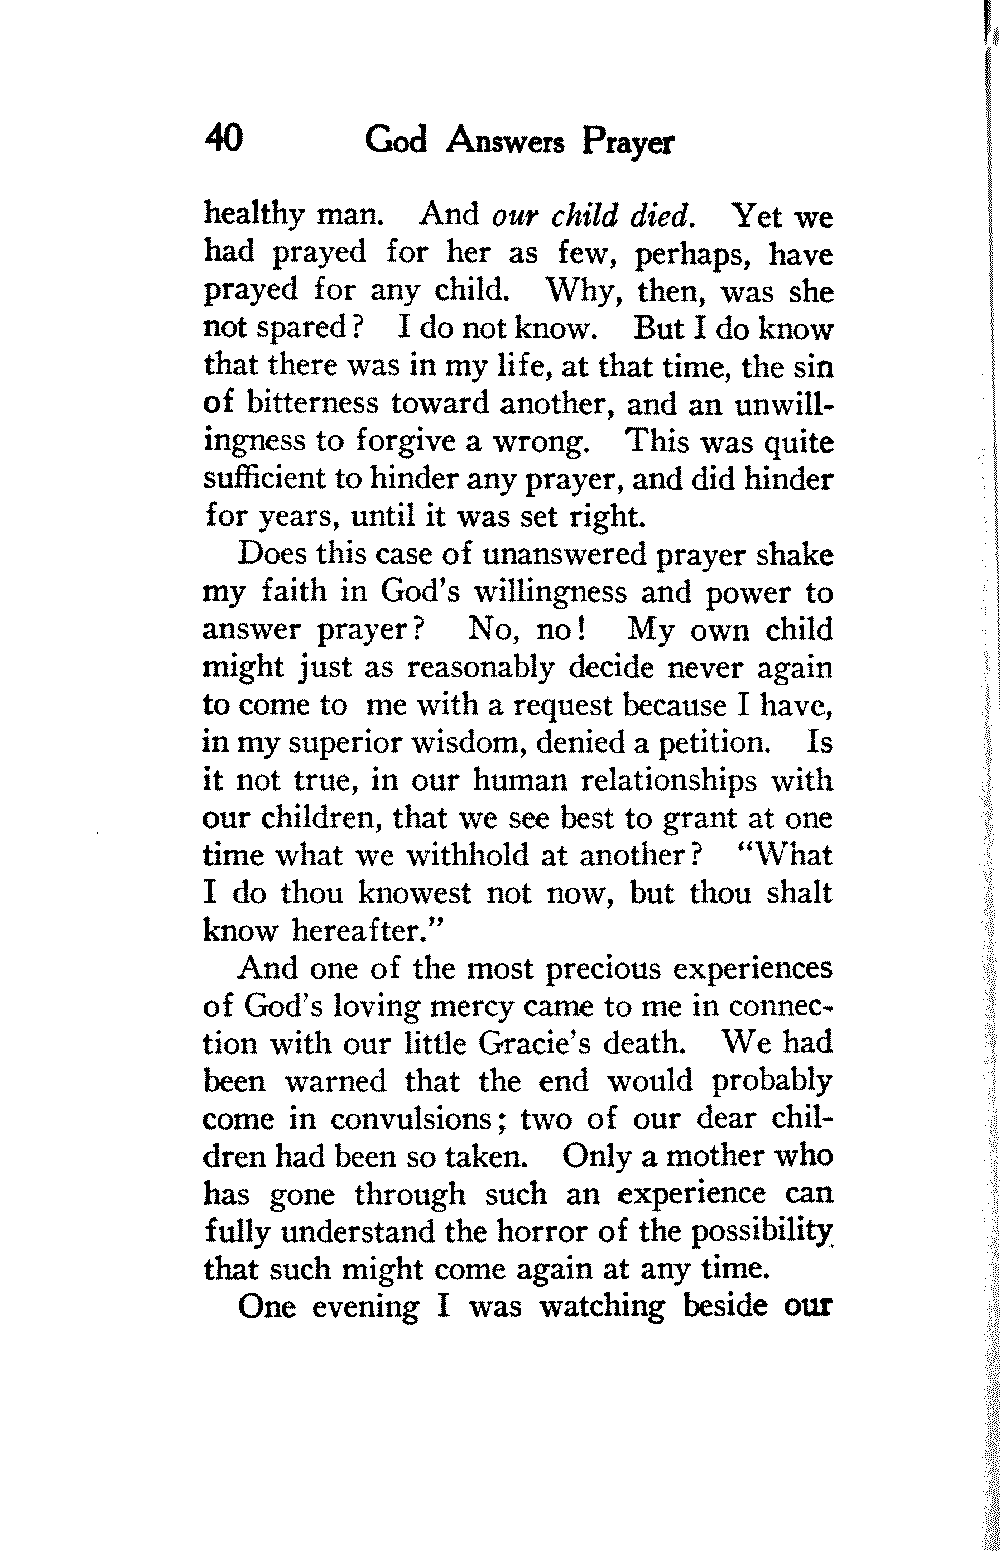 40 God Answers Prayer
healthy man. And our child died. Yet we
had prayed for her as few, perhaps, have
prayed for any child. Why, then, was she
not spared? I do not know. But I do know
that there was in my life, at that time, the sin
of bitterness toward another, and an unwill-
ingness to forgive a wrong. This was quite
sufficient to hinder any prayer, and did hinder
for years, until it was set right.
Does this case of unanswered prayer shake
my faith in God's willingness and power to
answer prayer? No, no! My own child
might just as reasonably decide never again
to come to me with a request because I have,
in my superior wisdom, denied a petition. Is
it not true, in our human relationships with
our children, that we see best to grant at one
time what we withhold at another? "What
I do thou knowest not now, but thou shalt
know hereafter."
And one of the most precious experiences
of God's loving mercy came to me in connec-
tion with our little Gracie's death. We had
been warned that the end would probably
come in convulsions; two of our dear chil-
dren had been so taken. Only a mother who
has gone through such an experience can
fully understand the horror of the possibility
that such might come again at any time.
One evening I was watching beside our